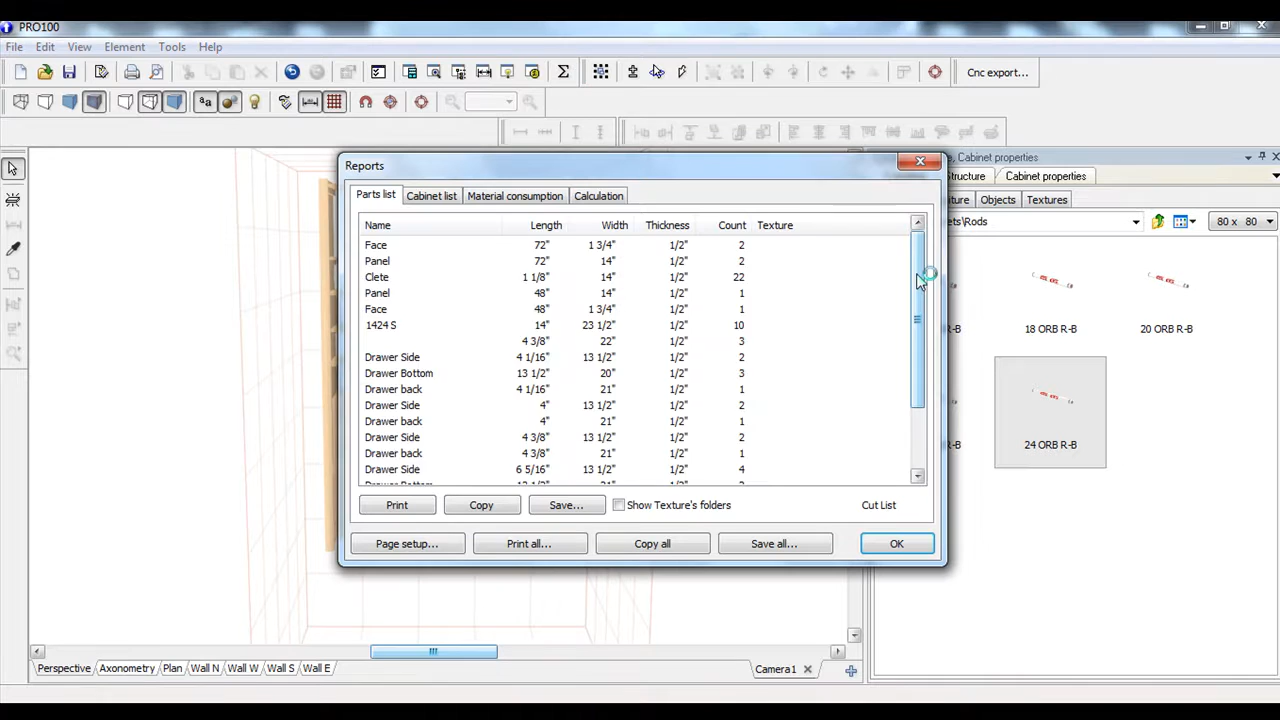 PRO100
File Edit View Element Tools Help
Cnc export...
Reports
, Cabinet properties
Structure Cabinet properties
Parts list Cabinet list Material consumption Calculation
ture Objects Textures
ets\Rods 80 x 80
Name Length Width Thickness Count Texture
Face 72" 1 3/4" 1/2" 2
Panel 72" 14" 1/2" 2
Clete 1 1/8" 14" 1/2" 22
Panel 48" 14" 1/2" 1
Face 48" 1 3/4" 1/2" 1
1424 S 14" 23 1/2" 1/2" 10
4 3/8" 22" 1/2" 3
Drawer Side 4 1/16" 13 1/2" 1/2" 2
Drawer Bottom 13 1/2" 20" 1/2" 3
Drawer back 4 1/16" 21" 1/2" 1
Drawer Side 4" 13 1/2" 1/2" 2
Drawer back 4" 21" 1/2" 1
Drawer Side 4 3/8" 13 1/2" 1/2" 2
Drawer back 4 3/8" 21" 1/2" 1
Drawer Side 6 5/16" 13 1/2" 1/2" 4
-B 18 ORB R-B 20 ORB R-B
-B 24 ORB R-B
Print Copy Save... Show Texture's folders Cut List
Page setup... Print all... Copy all Save all... OK
Perspective Axonometry Plan Wall N Wall W Wall S Wall E Camera1